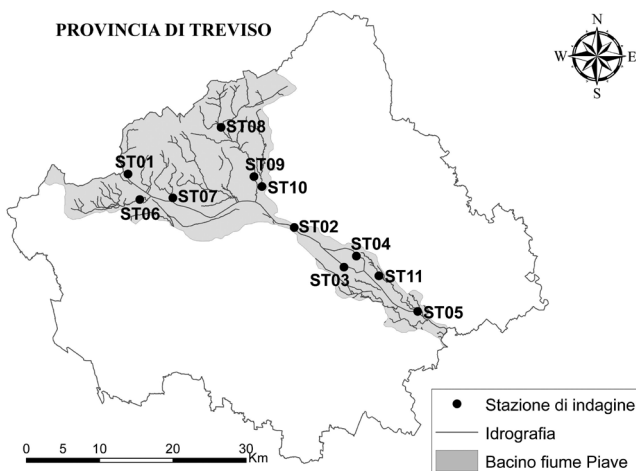 PROVINCIA DI TREVISO
N
W E
S
ST08
ST01
ST09
ST10
ST07
ST06
ST02
ST04
ST03
ST11
ST05
Stazione di indagine
Idrografia
Bacino fiume Piave
0 5 10 20 30
Km